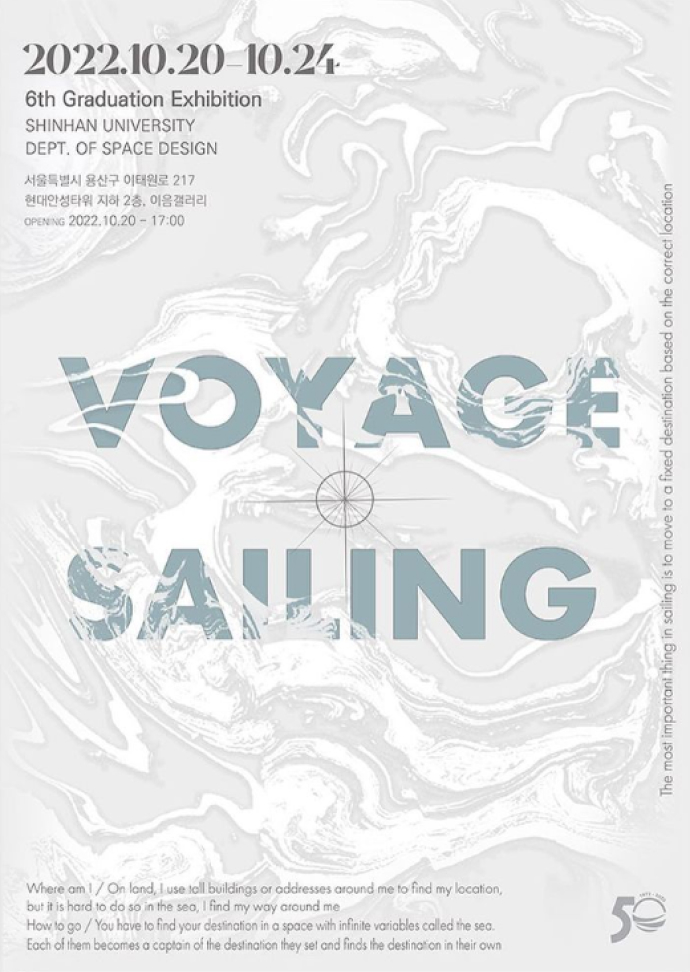 2022.10.20-10.24
6th Graduation Exhibition
SHINHAN UNIVERSITY
DEPT. OF SPACE DESIGN
서울특별시 용산구 이태원로 217
현대안성타워 지하 2층, 이음갤러리
OPENING 2022.10.20 - 17:00
VOYAGE
SAILING
The most important thing in sailing is to move to a fixed destination based on the correct location
Where am I / On land, I use tall buildings or addresses around me to find my location,
but it is hard to do so in the sea, I find my way around me
How to go / You have to find your destination in a space with infinite variables called the sea.
Each of them becomes a captain of the destination they set and finds the destination in their own
50